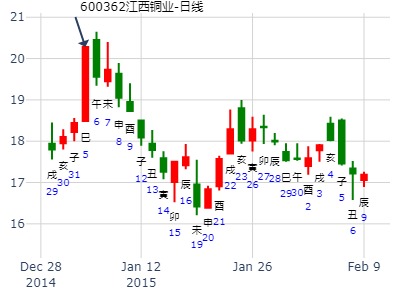 600362江西铜业-日线
21
20
19
18
17
16
戌
29
亥
30
子
31
巳
5
午
6
未
7
申
8
酉
9
子
12
丑
13
寅
14
卯
15
辰
16
未
19
申
20
酉
21
戌
22
亥
23
寅
26
卯
27
辰
28
巳
29
午
30
酉
2
戌
3
亥
4
子
5
丑
6
辰
9
Dec 28
2014
Jan 12
2015
Jan 26
Feb 9